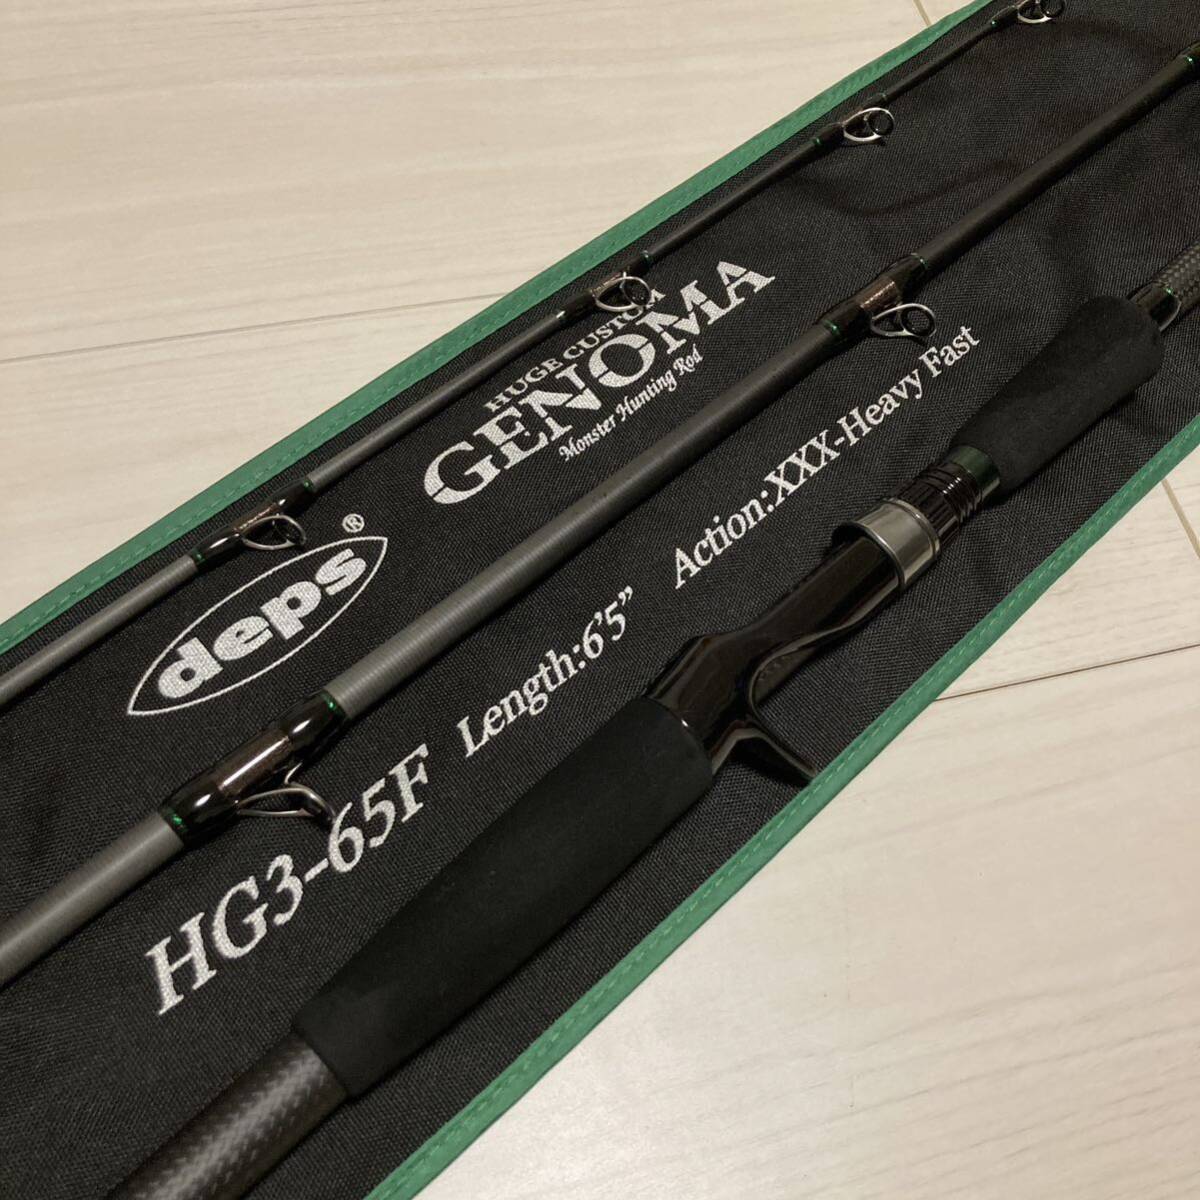 HUGE CUSTOM
GENOMA
Monster Hunting Rod
deps®
HG3-65F Length:6'5" Action:XXX-Heavy Fast